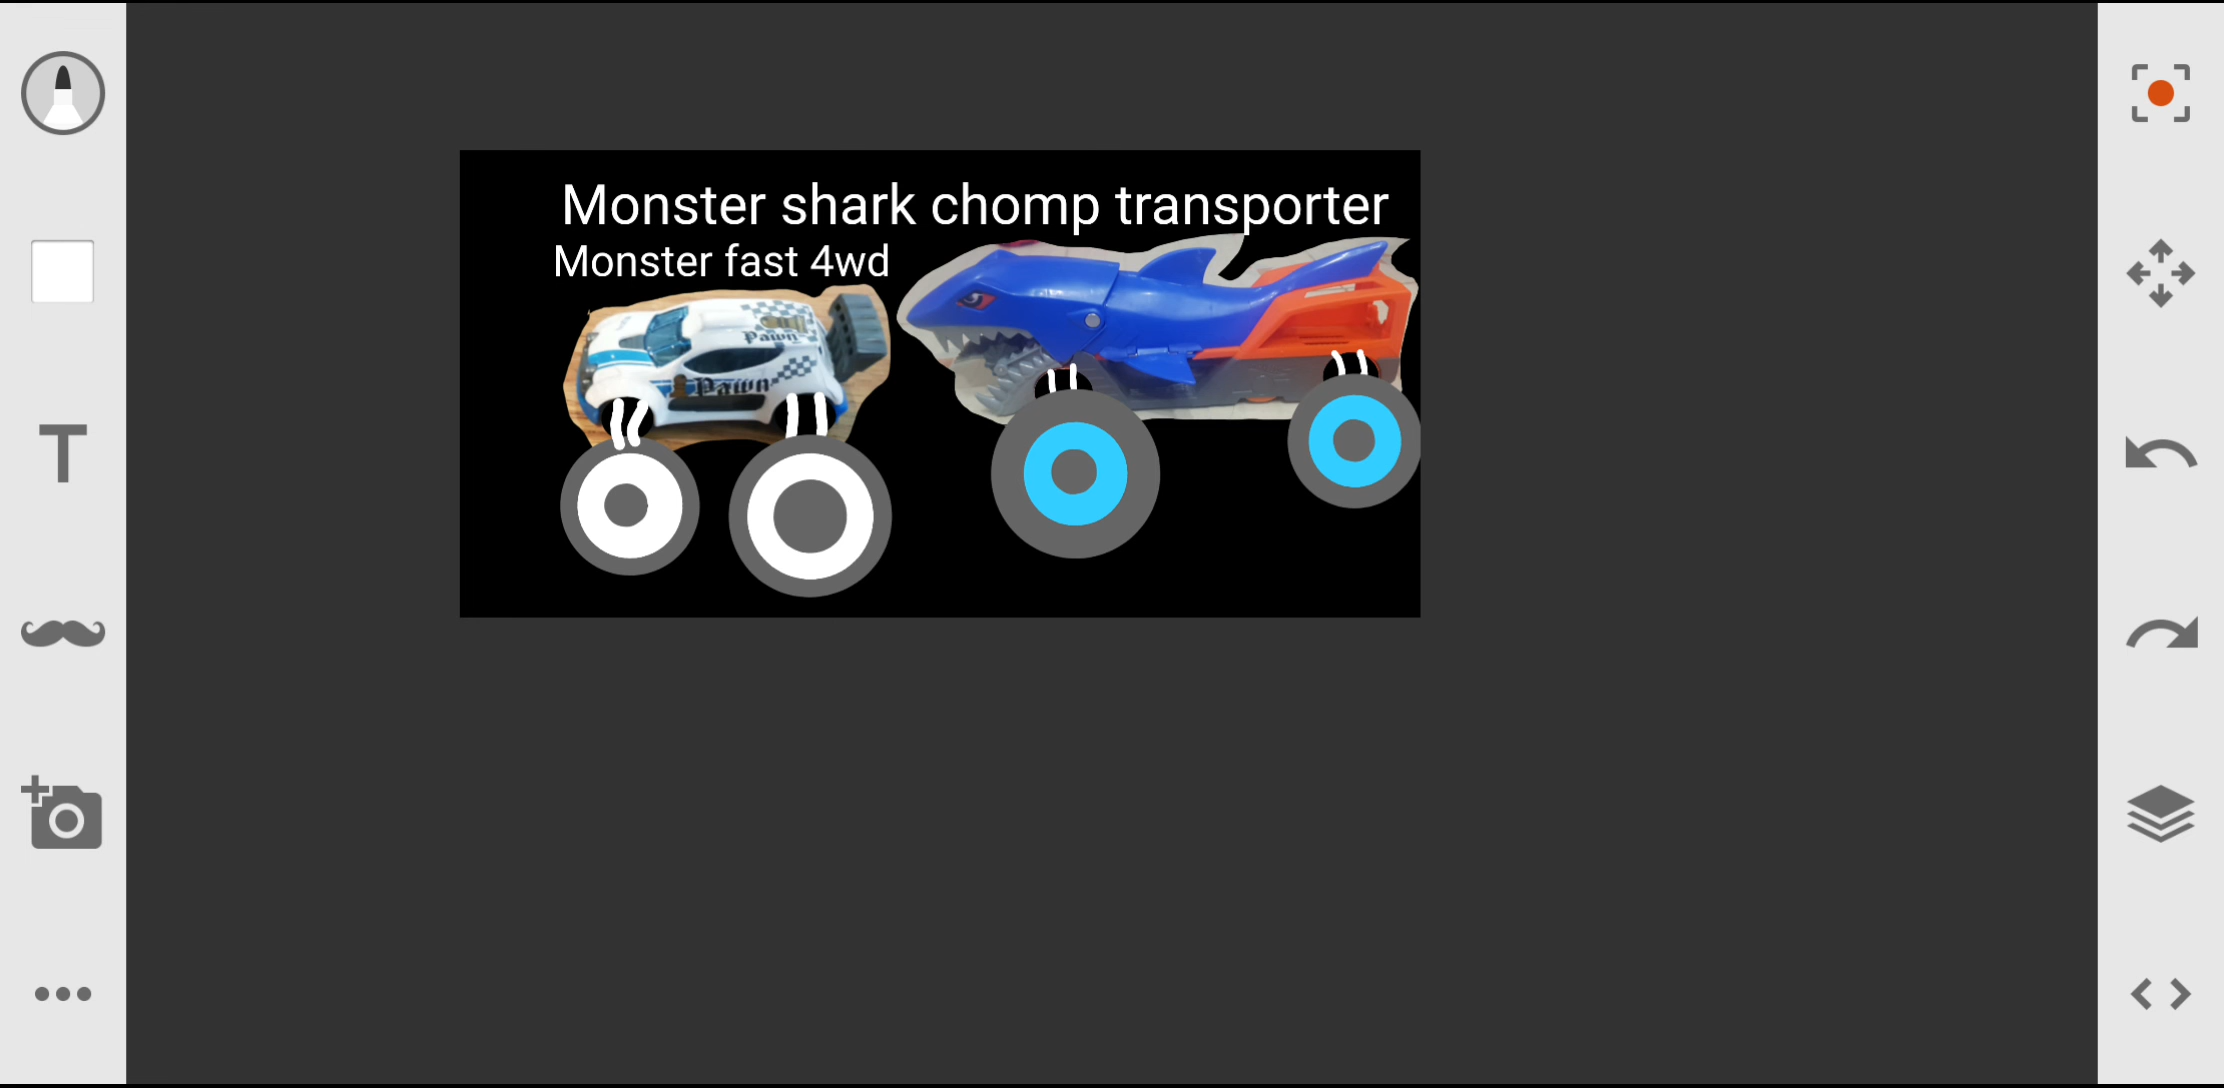 Monster shark chomp transporter
Monster fast 4wd
Pawn
Pawn